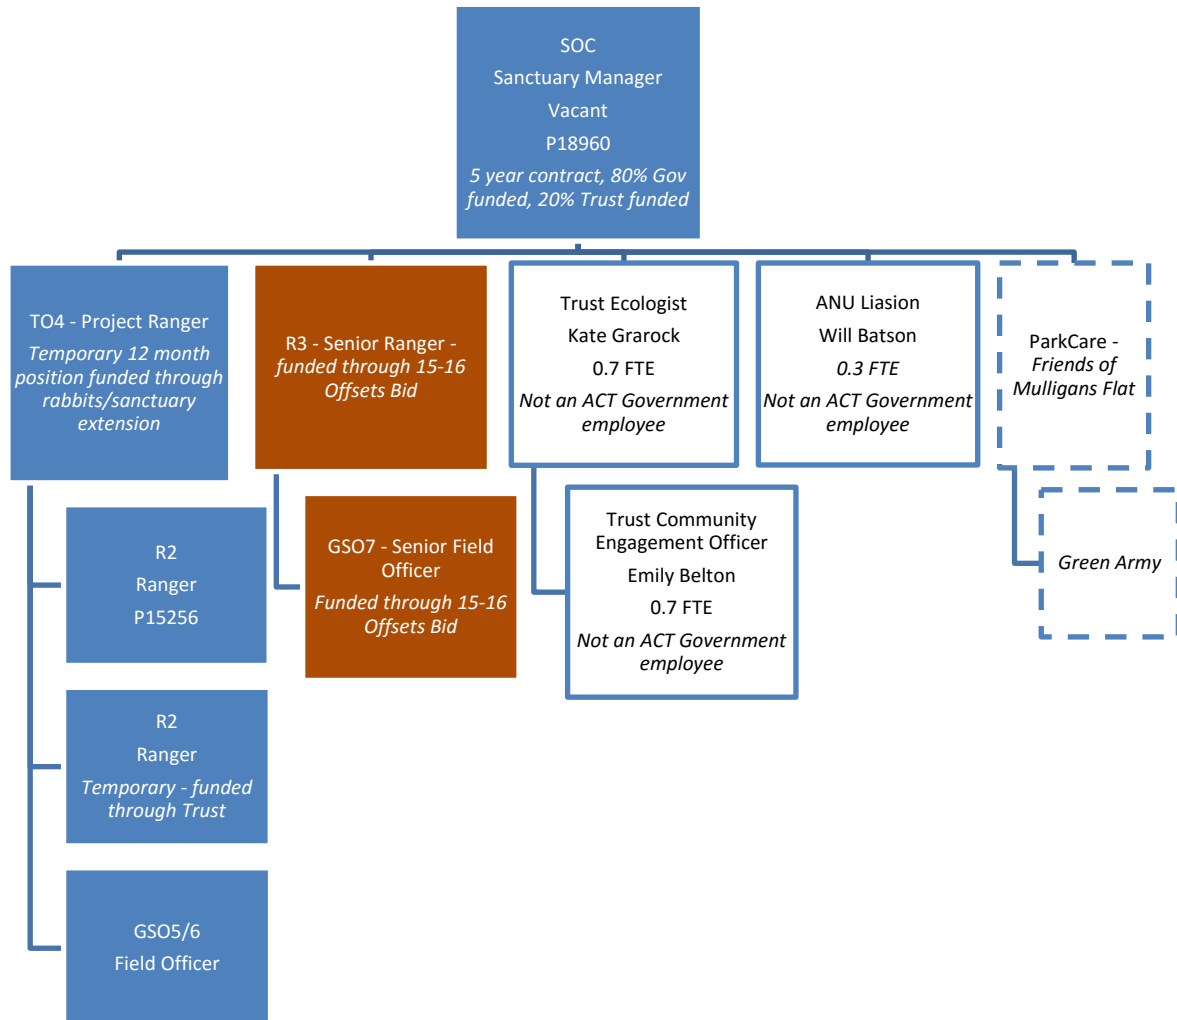 SOC
Sanctuary Manager
Vacant
P18960
5 year contract, 80% Gov
funded, 20% Trust funded
TO4 - Project Ranger
Temporary 12 month
position funded through
rabbits/sanctuary
extension
R3 - Senior Ranger -
funded through 15-16
Offsets Bid
Trust Ecologist
Kate Grarock
0.7 FTE
Not an ACT Government
employee
ANU Liasion
Will Batson
0.3 FTE
Not an ACT Government
employee
ParkCare -
Friends of
Mulligans Flat
R2
Ranger
P15256
GSO7 - Senior Field
Officer
Funded through 15-16
Offsets Bid
Trust Community
Engagement Officer
Emily Belton
0.7 FTE
Not an ACT Government
employee
Green Army
R2
Ranger
Temporary - funded
through Trust
GSO5/6
Field Officer